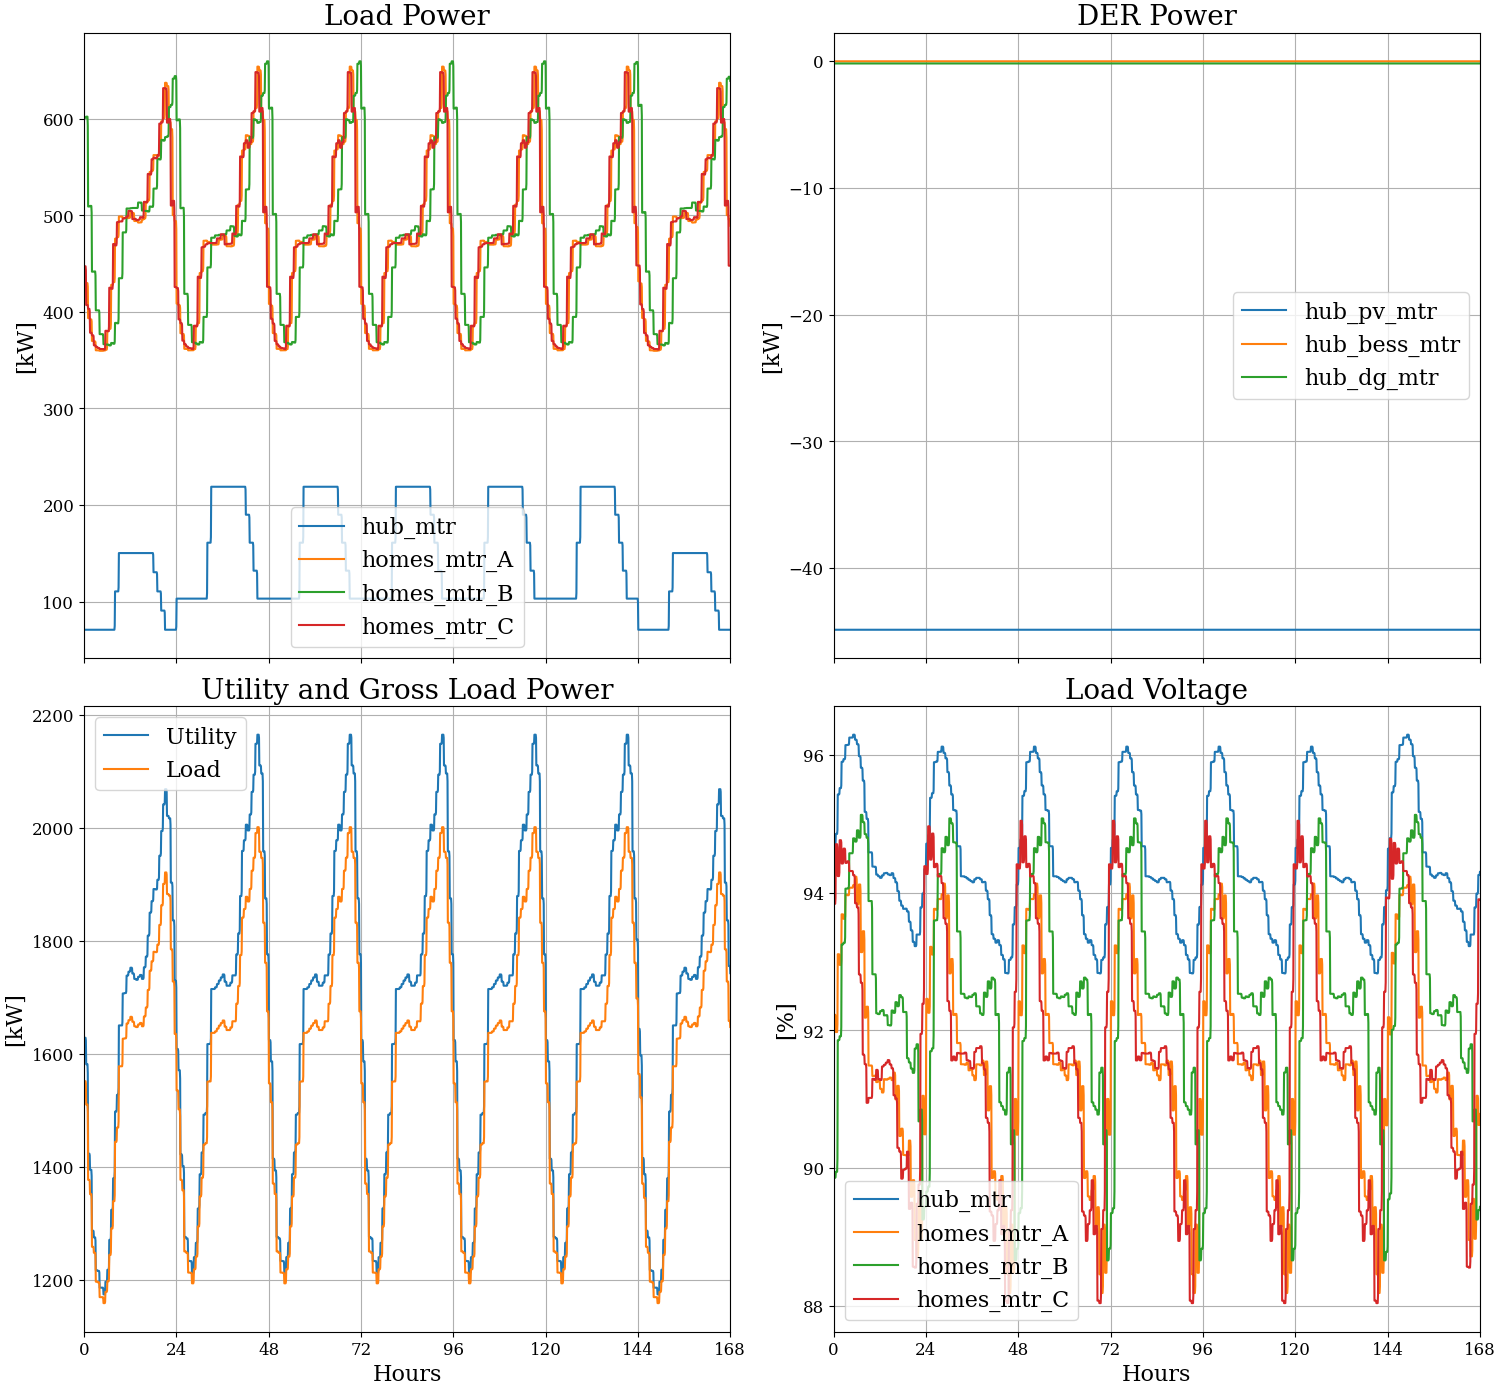 Load Power
[kW]
600
500
400
300
200
100
hub_mtr
homes_mtr_A
homes_mtr_B
homes_mtr_C
DER Power
[kW]
0
−10
−20
−30
−40
hub_pv_mtr
hub_bess_mtr
hub_dg_mtr
Utility and Gross Load Power
[kW]
2200
2000
1800
1600
1400
1200
Utility
Load
0 24 48 72 96 120 144 168
Hours
Load Voltage
[%]
96
94
92
90
88
hub_mtr
homes_mtr_A
homes_mtr_B
homes_mtr_C
0 24 48 72 96 120 144 168
Hours